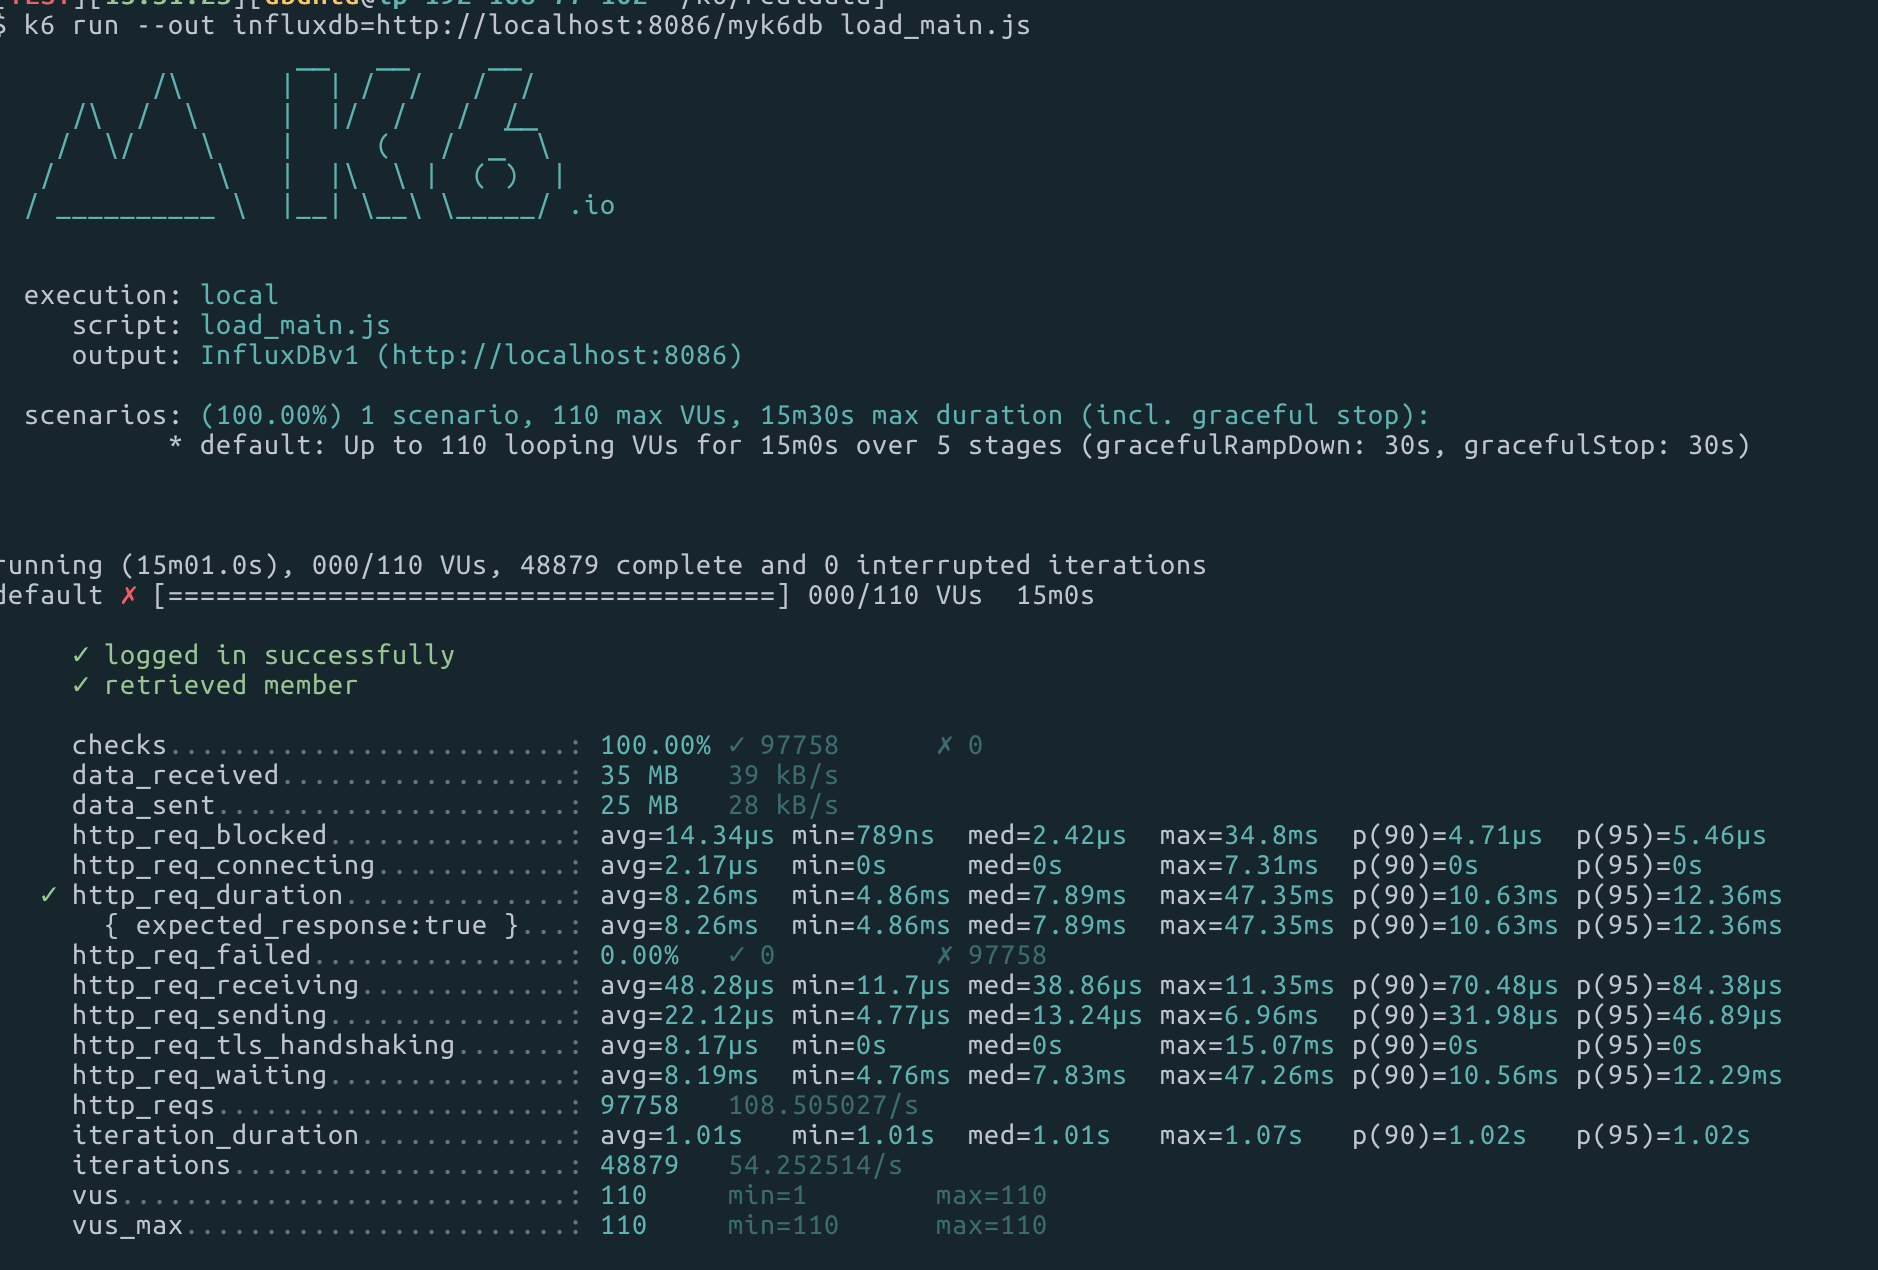 $ k6 run --out influxdb=http://localhost:8086/myk6db load_main.js
.io
execution: local
script: load_main.js
output: InfluxDBv1 (http://localhost:8086)
scenarios: (100.00%) 1 scenario, 110 max VUs, 15m30s max duration (incl. graceful stop):
* default: Up to 110 looping VUs for 15m0s over 5 stages (gracefulRampDown: 30s, gracefulStop: 30s)
running (15m01.0s), 000/110 VUs, 48879 complete and 0 interrupted iterations
default ✗ [======================================] 000/110 VUs  15m0s
✓ logged in successfully
✓ retrieved member
checks.........................: 100.00% ✓ 97758      ✗ 0
data_received..................: 35 MB   39 kB/s
data_sent......................: 25 MB   28 kB/s
http_req_blocked...............: avg=14.34µs min=789ns  med=2.42µs  max=34.8ms  p(90)=4.71µs  p(95)=5.46µs
http_req_connecting............: avg=2.17µs  min=0s     med=0s      max=7.31ms  p(90)=0s      p(95)=0s
✓ http_req_duration..............: avg=8.26ms  min=4.86ms med=7.89ms  max=47.35ms p(90)=10.63ms p(95)=12.36ms
{ expected_response:true }...: avg=8.26ms  min=4.86ms med=7.89ms  max=47.35ms p(90)=10.63ms p(95)=12.36ms
http_req_failed................: 0.00%   ✓ 0          ✗ 97758
http_req_receiving.............: avg=48.28µs min=11.7µs med=38.86µs max=11.35ms p(90)=70.48µs p(95)=84.38µs
http_req_sending...............: avg=22.12µs min=4.77µs med=13.24µs max=6.96ms  p(90)=31.98µs p(95)=46.89µs
http_req_tls_handshaking.......: avg=8.17µs  min=0s     med=0s      max=15.07ms p(90)=0s      p(95)=0s
http_req_waiting...............: avg=8.19ms  min=4.76ms med=7.83ms  max=47.26ms p(90)=10.56ms p(95)=12.29ms
http_reqs......................: 97758   108.505027/s
iteration_duration.............: avg=1.01s   min=1.01s  med=1.01s   max=1.07s   p(90)=1.02s   p(95)=1.02s
iterations.....................: 48879   54.252514/s
vus............................: 110     min=1        max=110
vus_max........................: 110     min=110      max=110